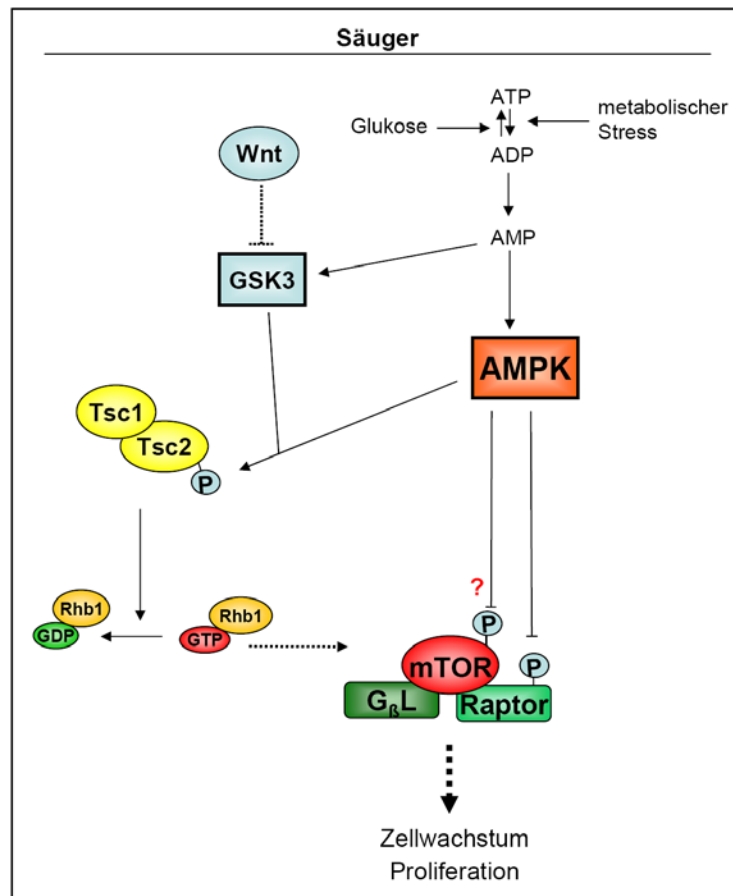 Säuger
ATP
metabolischer
Stress
Glukose
ADP
Wnt
AMP
GSK3
AMPK
Tsc1
Tsc2
P
?
Rhb1
GDP
Rhb1
GTP
P
mTOR
P
GßL
Raptor
Zellwachstum
Proliferation